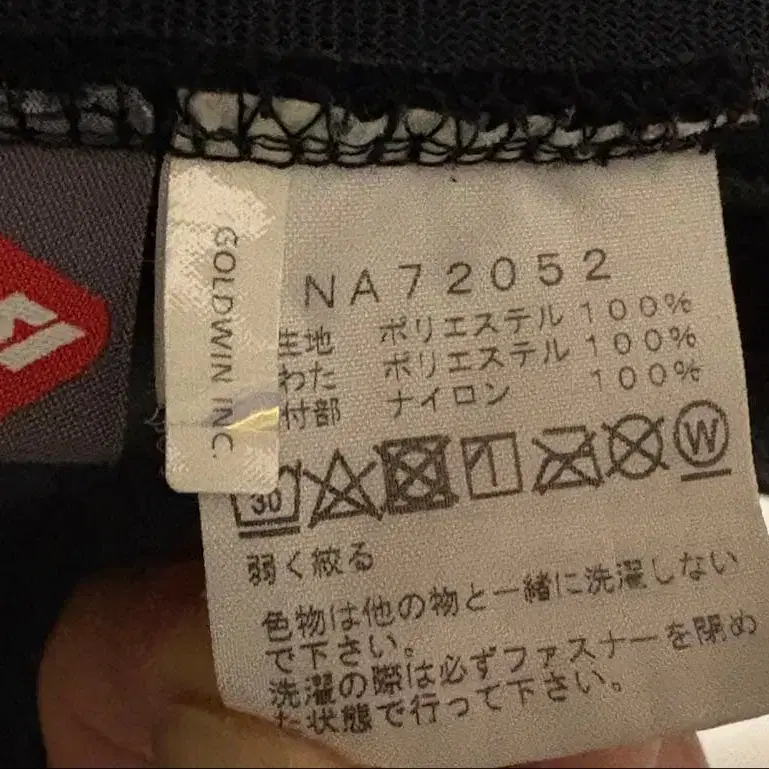 GOLDWIN INC.
NA72052
生地 ポリエステル 100%
わた ポリエステル 100%
付部 ナイロン 100%
30
W
弱く絞る
色物は他の物と一緒に洗濯しない
で下さい。
洗濯の際は必ずファスナーを閉め
た状態で行って下さい。